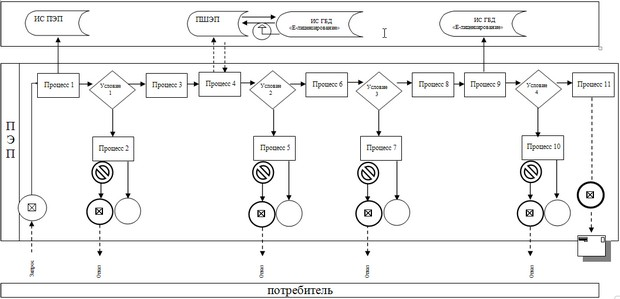 ИС ПЭП
ПШЭП
ИС ГБД
«Е-лицензирование»
ИС ГБД
«Е-лицензирование»
ПЭП
Процесс 1
Условие
1
Процесс 3
Процесс 4
Условие
2
Процесс 6
Условие
3
Процесс 8
Процесс 9
Условие
4
Процесс 11
Процесс 2
Процесс 5
Процесс 7
Процесс 10
Запрос
Отказ
Отказ
Отказ
Отказ
потребитель